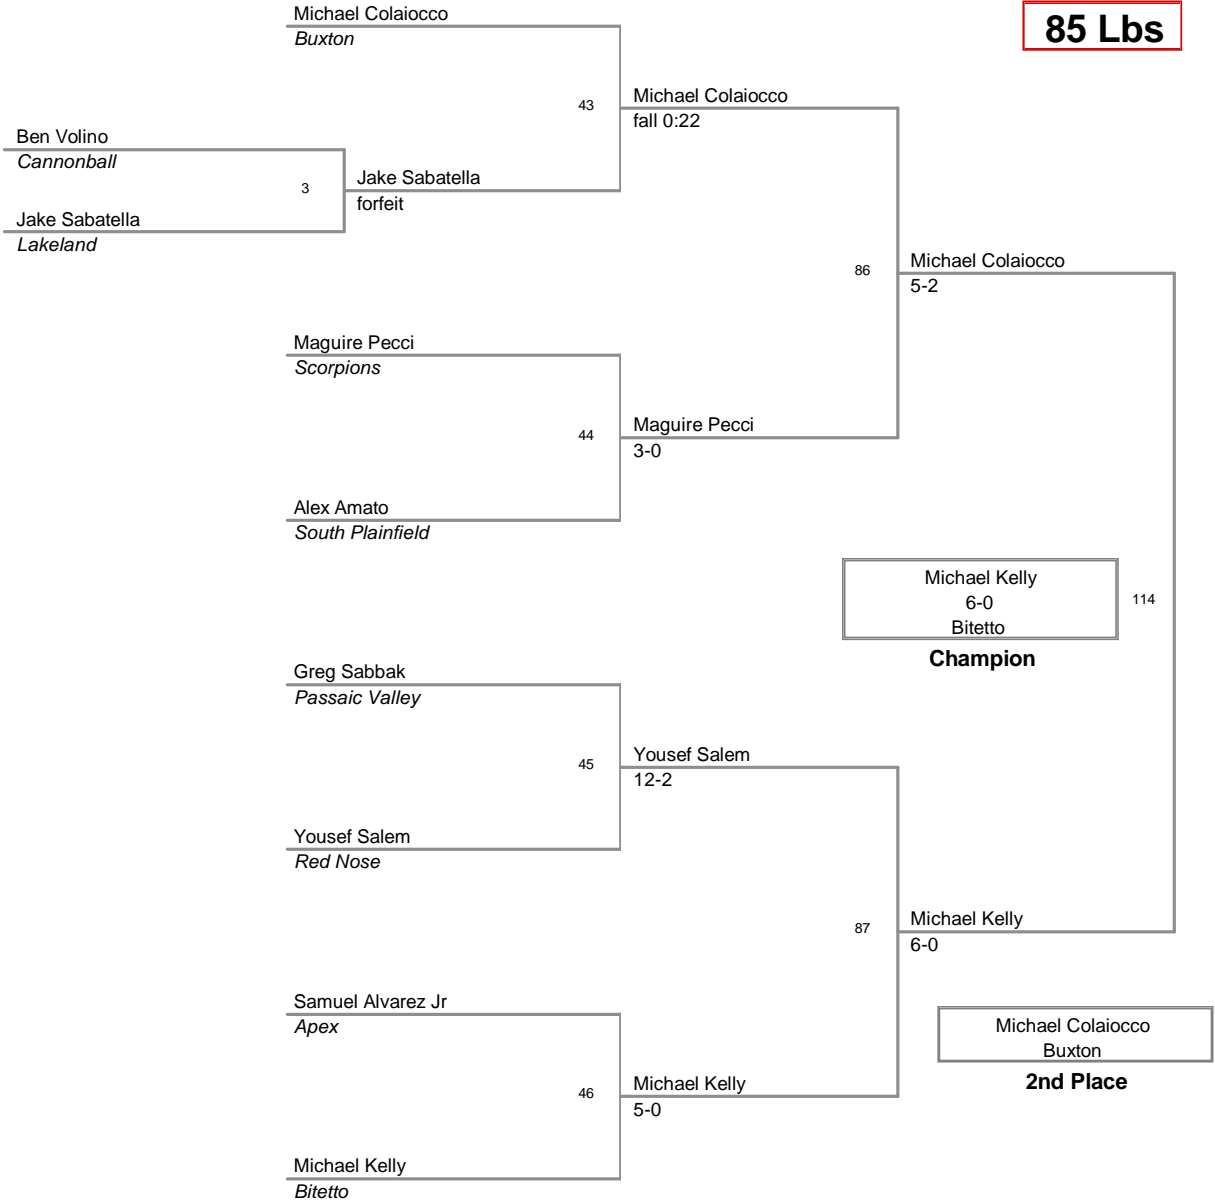 Michael Colaiocco
85 Lbs
Buxton
43
Michael Colaiocco
fall 0:22
Ben Volino
Cannonball
3
Jake Sabatella
forfeit
Jake Sabatella
Lakeland
86
Michael Colaiocco
5-2
Maguire Pecci
Scorpions
44
Maguire Pecci
3-0
Alex Amato
South Plainfield
Michael Kelly
6-0
Bitetto
114
Champion
Greg Sabbak
Passaic Valley
45
Yousef Salem
12-2
Yousef Salem
Red Nose
87
Michael Kelly
6-0
Samuel Alvarez Jr
Apex
Michael Colaiocco
Buxton
2nd Place
46
Michael Kelly
5-0
Michael Kelly
Bitetto